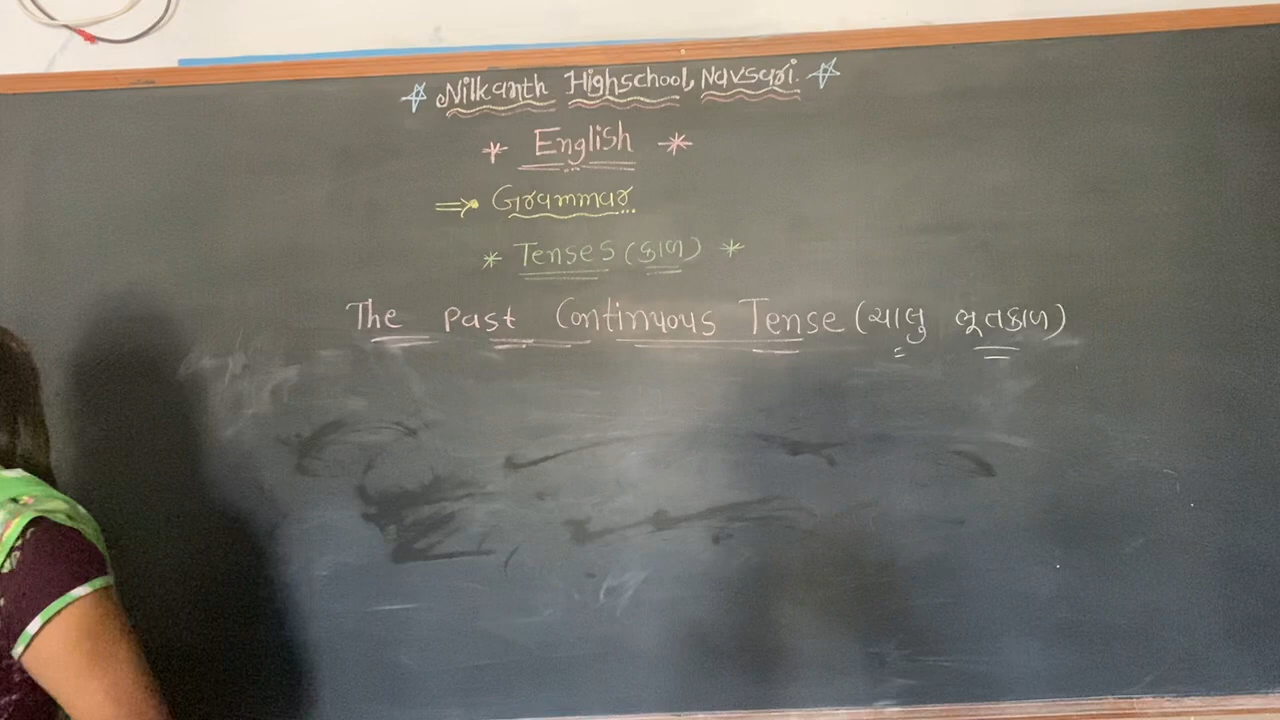 Nilkanth Highschool, Navsari.
* English *
⇒ Grammar
* Tenses (કાળ) *
The Past Continuous Tense (ચાલુ ભૂતકાળ)